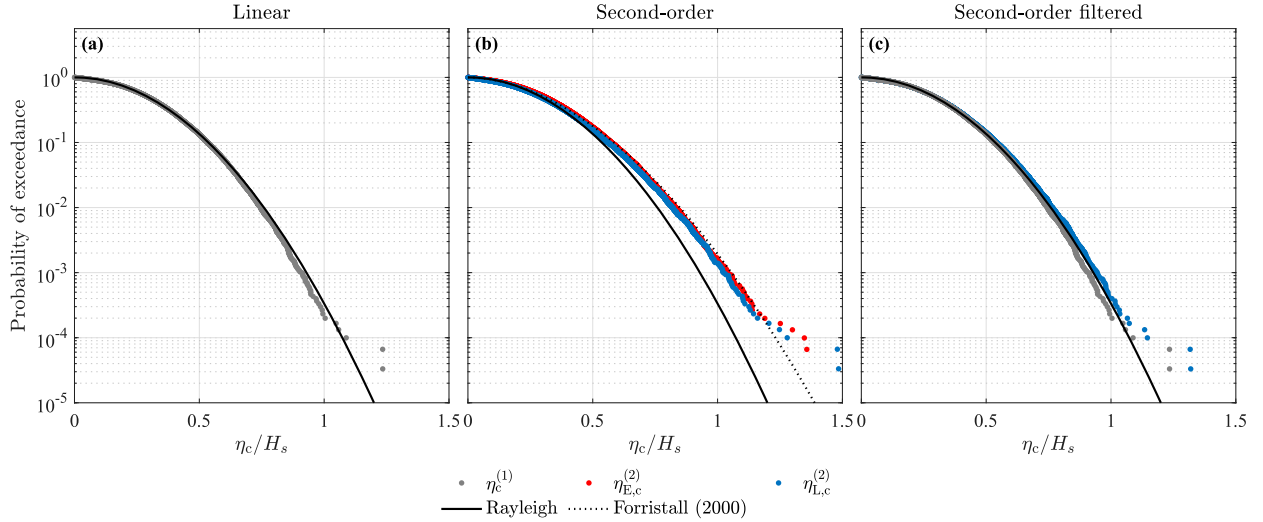 Linear
Second-order
Second-order filtered
(a)
(b)
(c)
Probability of exceedance
10^0
10^-1
10^-2
10^-3
10^-4
10^-5
0 0.5 1 1.5
0 0.5 1 1.5
0 0.5 1 1.5
η_c/H_s
η_c/H_s
η_c/H_s
η_c^(1) η_E,c^(2) η_L,c^(2)
Rayleigh Forristall (2000)